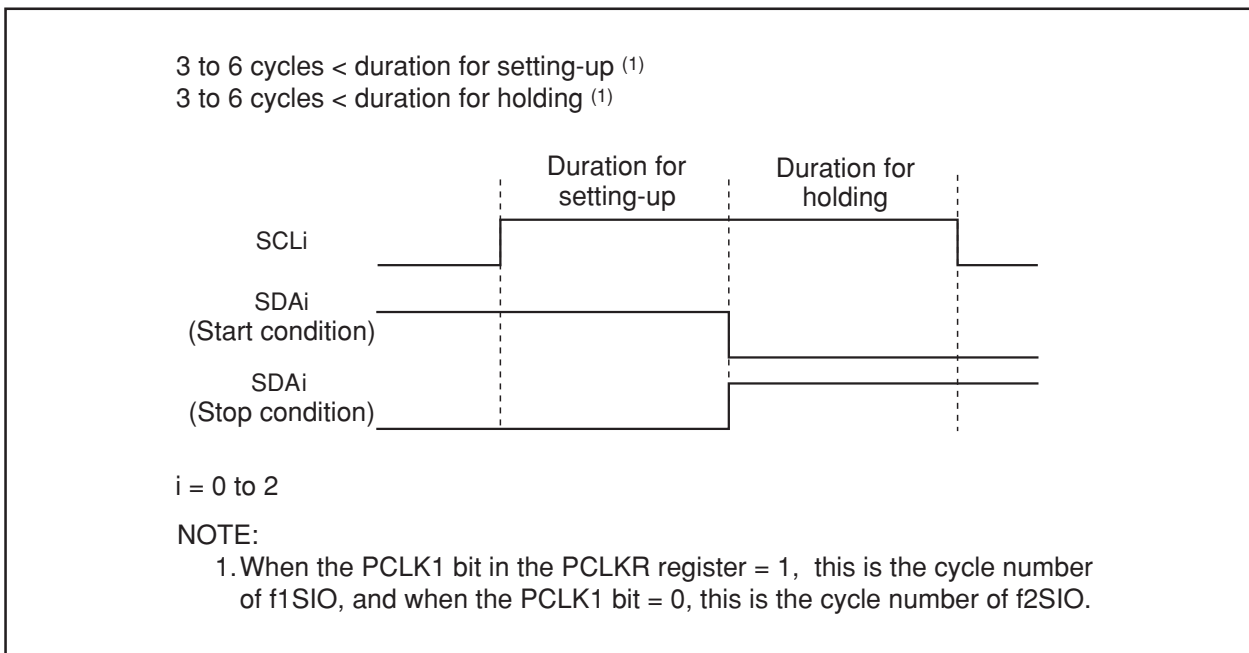 3 to 6 cycles < duration for setting-up (1)
3 to 6 cycles < duration for holding (1)
Duration for
setting-up
Duration for
holding
SCLi
SDAi
(Start condition)
SDAi
(Stop condition)
i = 0 to 2
NOTE:
1. When the PCLK1 bit in the PCLKR register = 1, this is the cycle number
of f1SIO, and when the PCLK1 bit = 0, this is the cycle number of f2SIO.